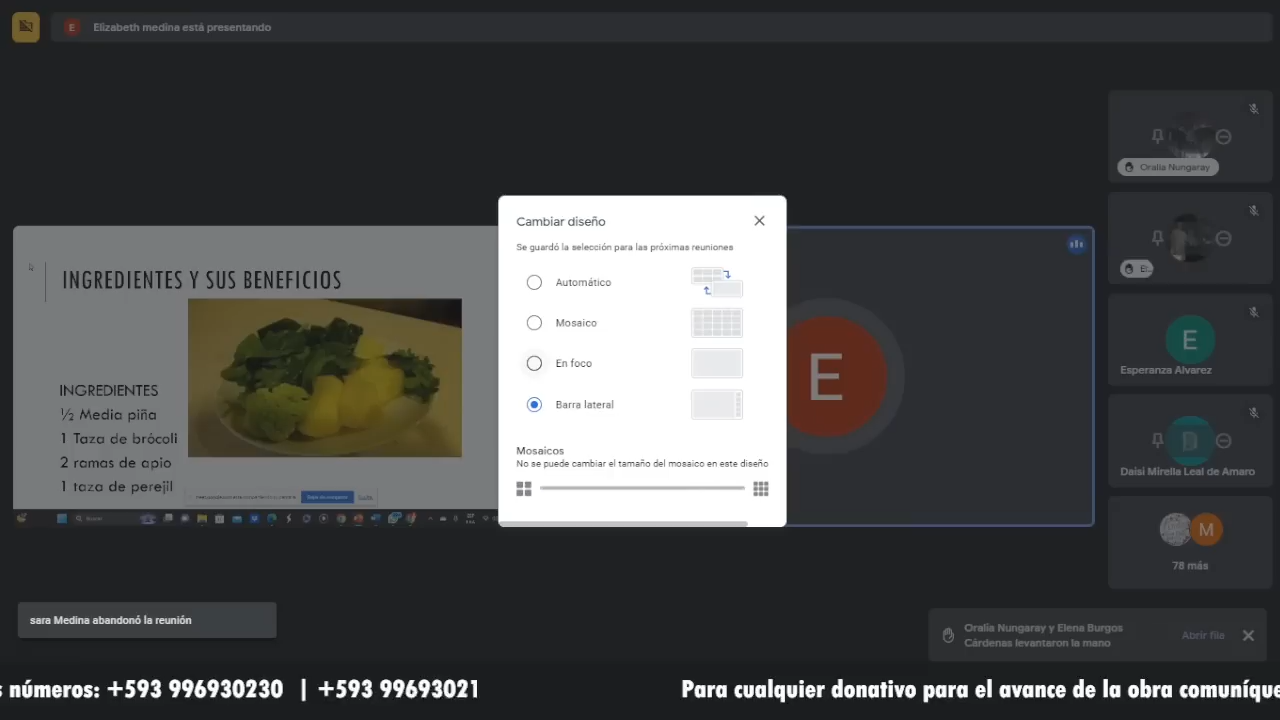 E Elizabeth medina está presentando
Oralia Nungaray
Cambiar diseño
Se guardó la selección para las próximas reuniones
Automático
Mosaico
En foco
Barra lateral
Mosaicos
No se puede cambiar el tamaño del mosaico en este diseño
INGREDIENTES Y SUS BENEFICIOS
INGREDIENTES
½ Media piña
1 Taza de brócoli
2 ramas de apio
1 taza de perejil
Buscar
E
E
Esperanza Alvarez
D
Daisi Mirella Leal de Amaro
M
78 más
sara Medina abandonó la reunión
Oralia Nungaray y Elena Burgos
Cárdenas levantaron la mano
Abrir fila
s números: +593 996930230 | +593 99693021
Para cualquier donativo para el avance de la obra comuníque